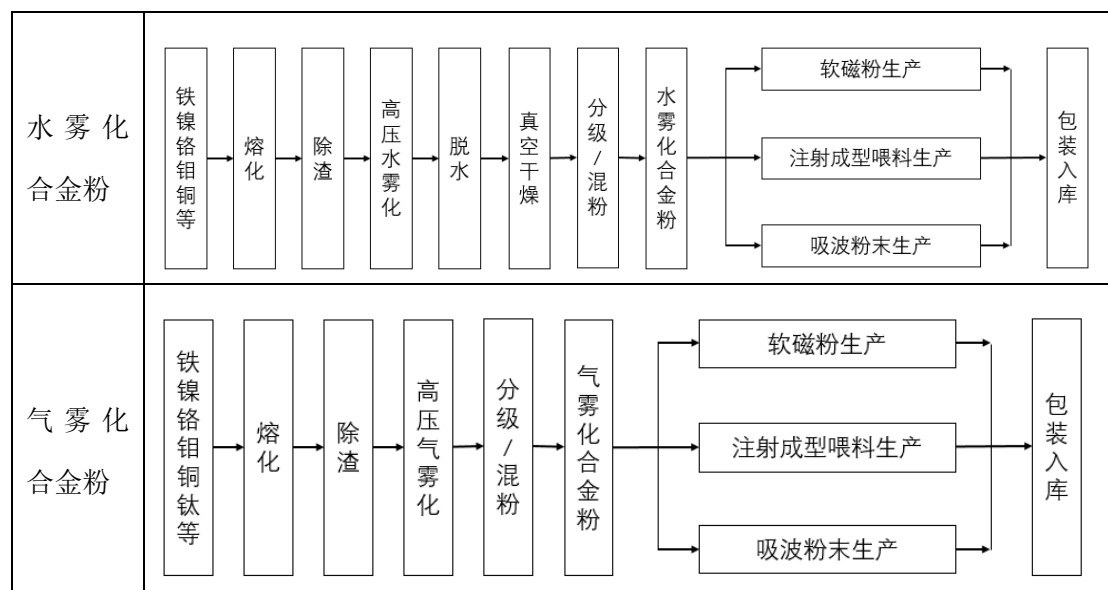 水雾化
合金粉
铁镍铬钼铜等
熔化
除渣
高压水雾化
脱水
真空干燥
分级/混粉
水雾化合金粉
软磁粉生产
注射成型喂料生产
吸波粉末生产
包装入库
气雾化
合金粉
铁镍铬钼铜钛等
熔化
除渣
高压气雾化
分级/混粉
气雾化合金粉
软磁粉生产
注射成型喂料生产
吸波粉末生产
包装入库